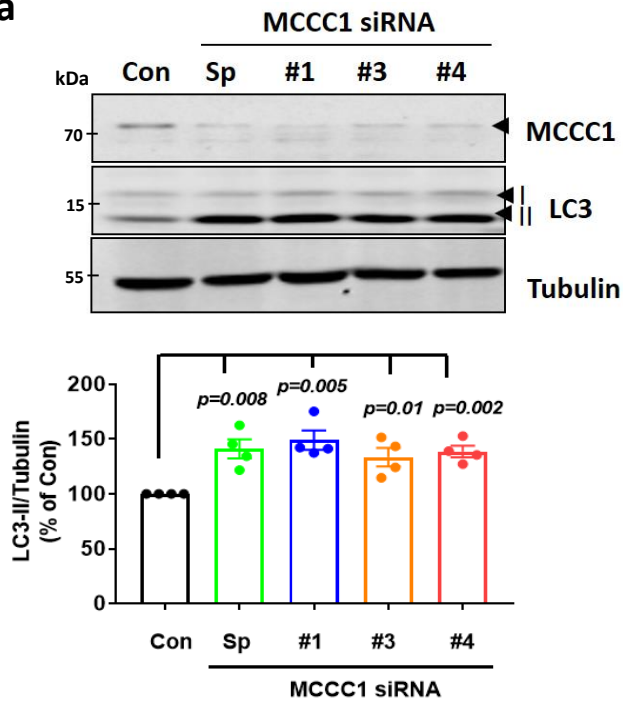 a
MCCC1 siRNA
kDa Con Sp #1 #3 #4
70 MCCC1
15 I II LC3
55 Tubulin
LC3-II/Tubulin
(% of Con)
200
150
100
50
0
p=0.008 p=0.005 p=0.01 p=0.002
Con Sp #1 #3 #4
MCCC1 siRNA